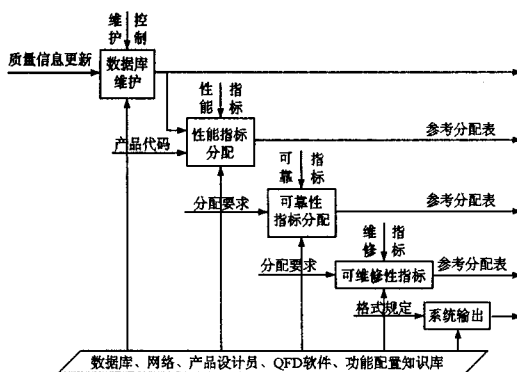 维护 控制
质量信息更新
数据库
维护
性能 指标
产品代码
性能指标
分配
参考分配表
可靠 指标
分配要求
可靠性
指标分配
参考分配表
维修 指标
分配要求
可维修性指标
参考分配表
格式规定
系统输出
数据库、网络、产品设计员、QFD软件、功能配置知识库